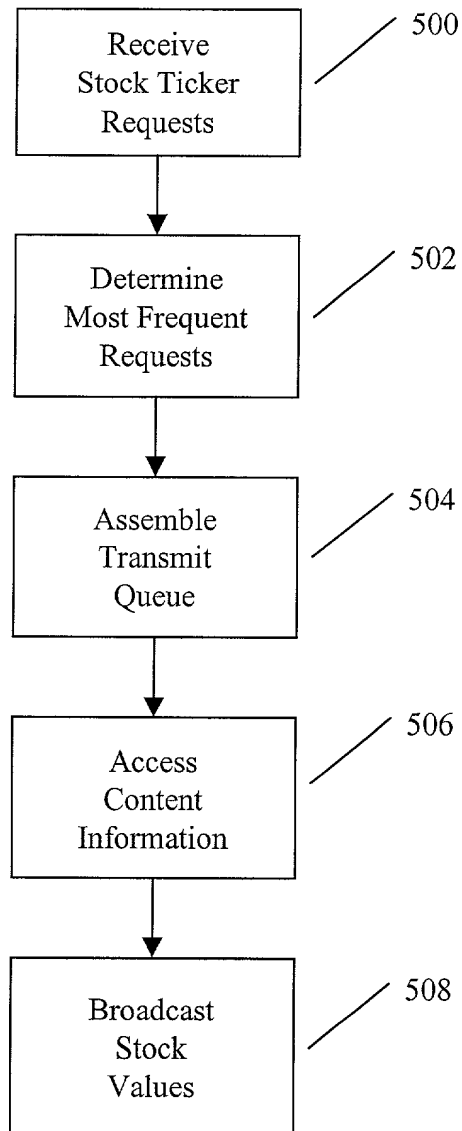 Receive
Stock Ticker
Requests
500
Determine
Most Frequent
Requests
502
Assemble
Transmit
Queue
504
Access
Content
Information
506
Broadcast
Stock
Values
508